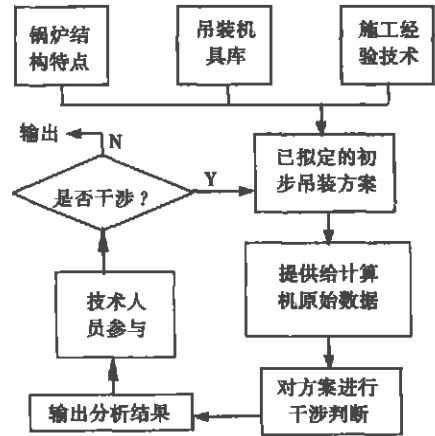 锅炉结
构特点
吊装机
具库
施工经
验技术
输出
N
是否干涉?
Y
已拟定的初
步吊装方案
提供给计算
机原始数据
技术人
员参与
对方案进行
干涉判断
输出分析结果